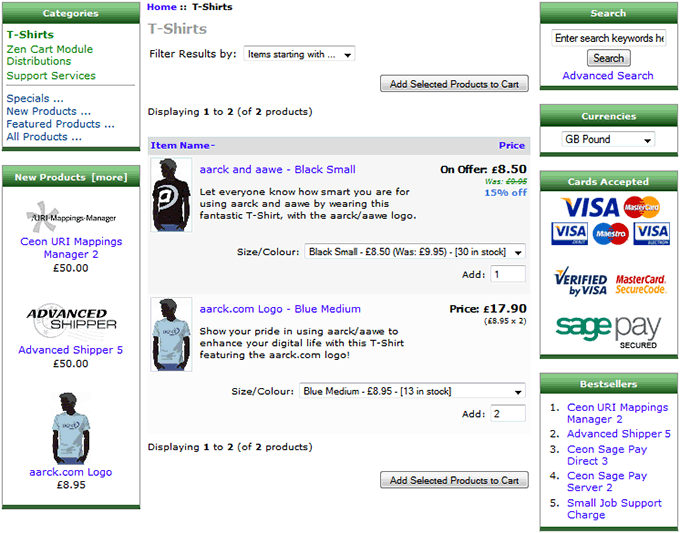 Categories
T-Shirts
Zen Cart Module
Distributions
Support Services
Specials ...
New Products ...
Featured Products ...
All Products ...
New Products [more]
URI-Mappings-Manager
Ceon URI Mappings
Manager 2
£50.00
ADVANCED
SHIPPER
Advanced Shipper 5
£50.00
aarck.com Logo
£8.95
Home :: T-Shirts
T-Shirts
Filter Results by: Items starting with ...
Add Selected Products to Cart
Displaying 1 to 2 (of 2 products)
Item Name- Price
aarck and aawe - Black Small On Offer: £8.50
Was: £9.95
15% off
Let everyone know how smart you are for
using aarck and aawe by wearing this
fantastic T-Shirt, with the aarck/aawe logo.
Size/Colour: Black Small - £8.50 (Was: £9.95) - [30 in stock]
Add: 1
aarck.com Logo - Blue Medium Price: £17.90
(£8.95 x 2)
Show your pride in using aarck/aawe to
enhance your digital life with this T-Shirt
featuring the aarck.com logo!
Size/Colour: Blue Medium - £8.95 - [13 in stock]
Add: 2
Displaying 1 to 2 (of 2 products)
Add Selected Products to Cart
Search
Enter search keywords he
Search
Advanced Search
Currencies
GB Pound
Cards Accepted
VISA MasterCard
VISA Maestro VISA
DEBIT ELECTRON
VERIFIED by VISA
MasterCard. SecureCode.
sage pay
SECURED
Bestsellers
1. Ceon URI Mappings
Manager 2
2. Advanced Shipper 5
3. Ceon Sage Pay
Direct 3
4. Ceon Sage Pay
Server 2
5. Small Job Support
Charge